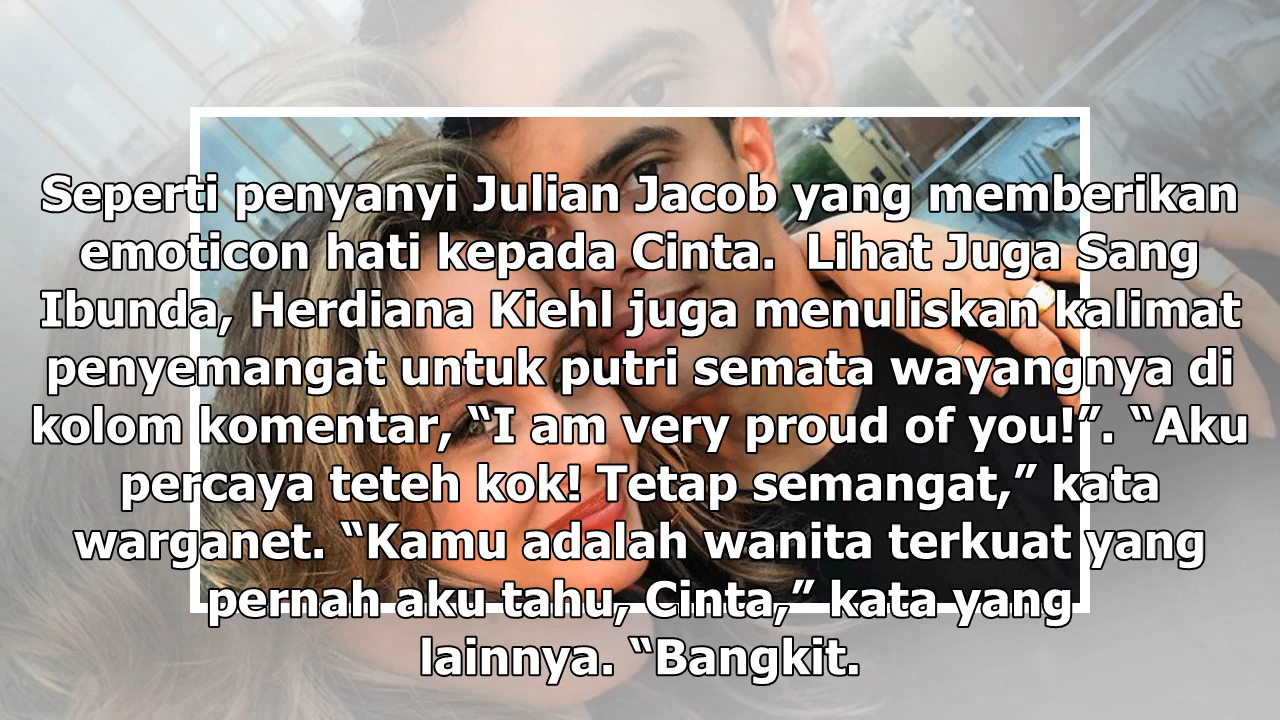 Seperti penyanyi Julian Jacob yang memberikan
emoticon hati kepada Cinta.  Lihat Juga Sang
Ibunda, Herdiana Kiehl juga menuliskan kalimat
penyemangat untuk putri semata wayangnya di
kolom komentar, “I am very proud of you!”. “Aku
percaya teteh kok! Tetap semangat,” kata
warganet. “Kamu adalah wanita terkuat yang
pernah aku tahu, Cinta,” kata yang
lainnya. “Bangkit.